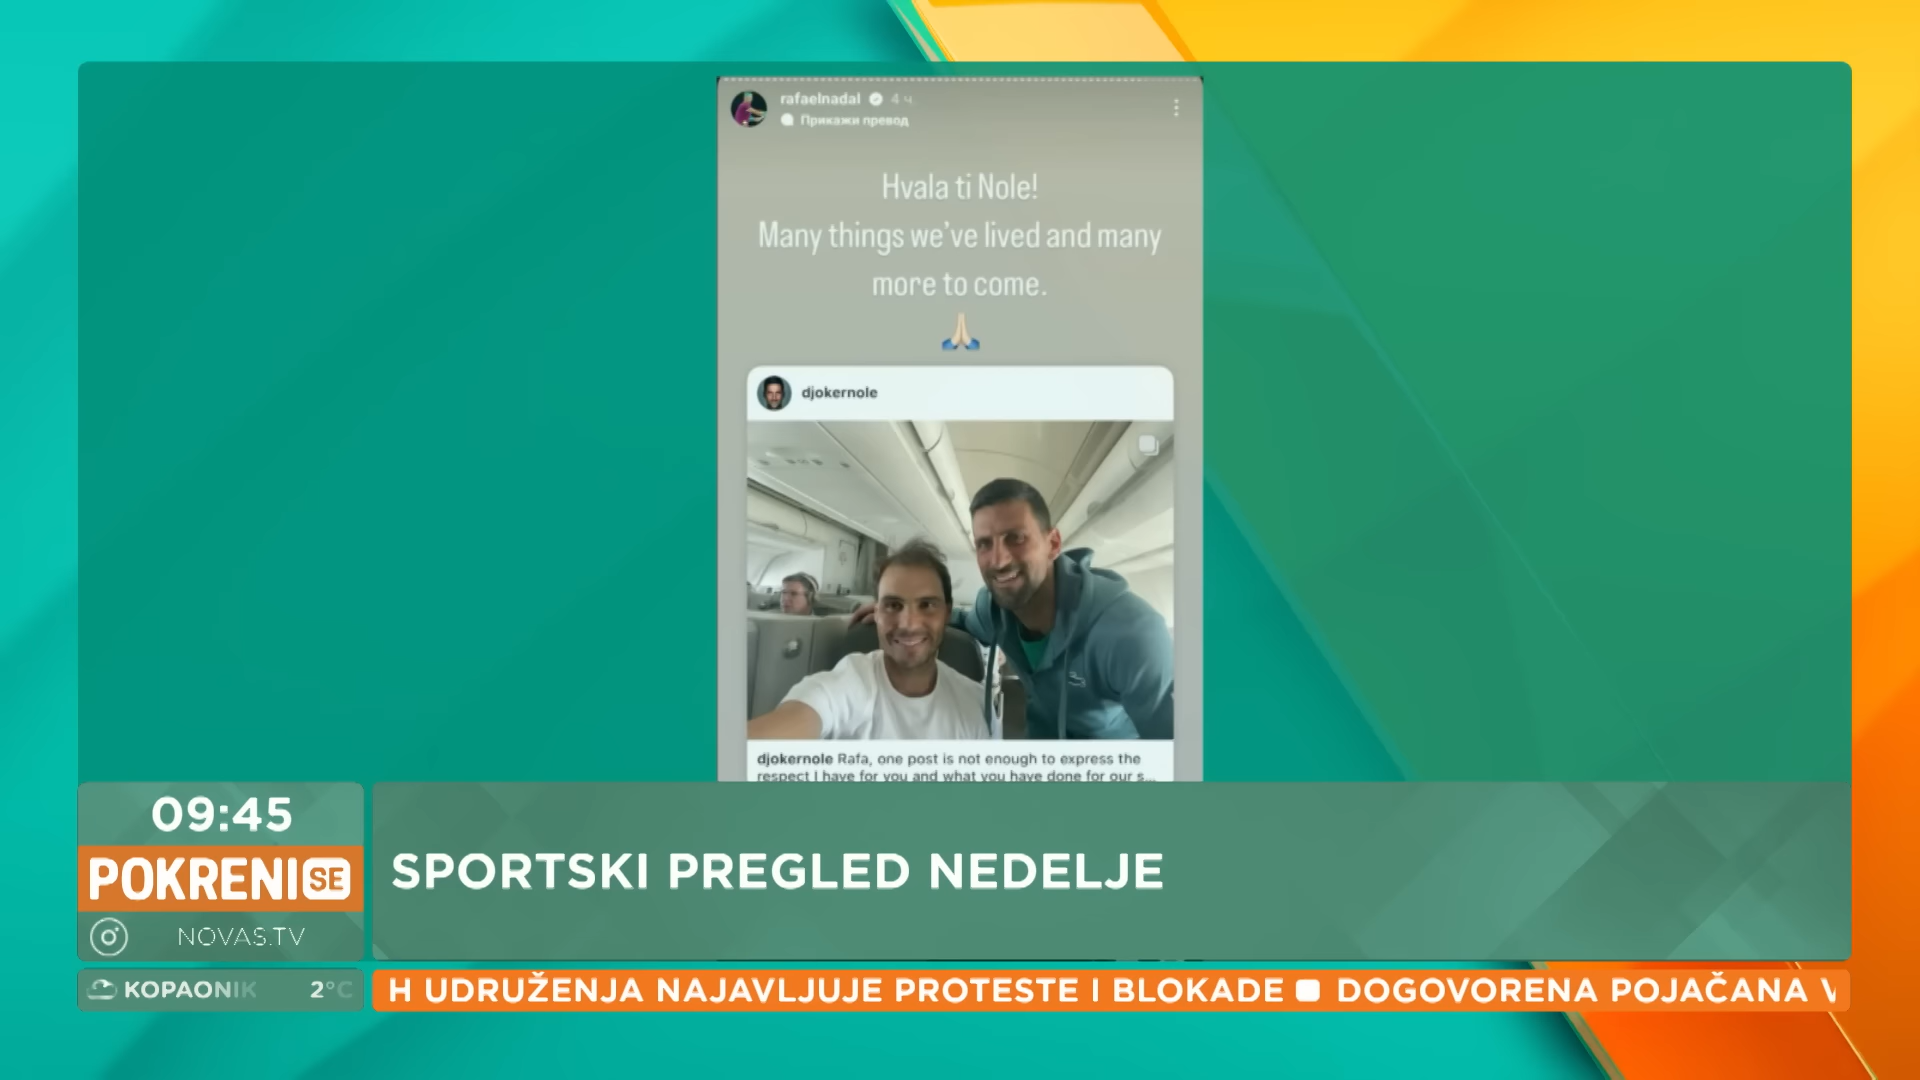 rafaelnadal 4 ч.
Прикажи превод
Hvala ti Nole!
Many things we've lived and many
more to come.
djokernole
djokernole Rafa, one post is not enough to express the
respect I have for you and what you have done for our s...
09:45
POKRENI SE
NOVAS.TV
SPORTSKI PREGLED NEDELJE
KOPAONIK 2°C
H UDRUŽENJA NAJAVLJUJE PROTESTE I BLOKADE DOGOVORENA POJAČANA V